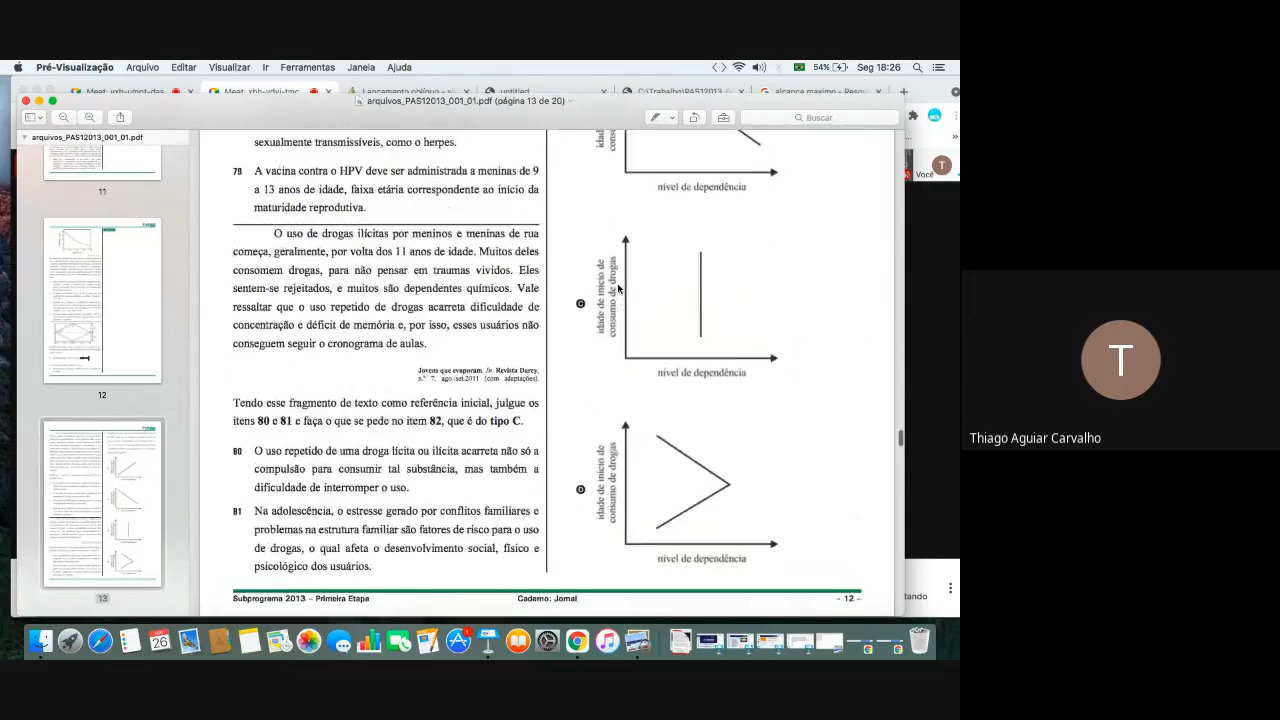 Pré-Visualização Arquivo Editar Visualizar Ir Ferramentas Janela Ajuda
54% Seg 18:26
Meet: Meet: Lançamento oblíquo untitled
arquivos_PAS12013_001_01.pdf (página 13 de 20)
Buscar
arquivos_PAS12013_001_01.pdf
11
12
13
sexualmente transmissíveis, como o herpes.
79 A vacina contra o HPV deve ser administrada a meninas de 9
a 13 anos de idade, faixa etária correspondente ao início da
maturidade reprodutiva.
O uso de drogas ilícitas por meninos e meninas de rua
começa, geralmente, por volta dos 11 anos de idade. Muitos deles
consomem drogas, para não pensar em traumas vividos. Eles
sentem-se rejeitados, e muitos são dependentes químicos. Vale
ressaltar que o uso repetido de drogas acarreta dificuldade de
concentração e déficit de memória e, por isso, esses usuários não
conseguem seguir o cronograma de aulas.
Jovens que evaporam. In: Revista Darcy,
n.º 7, ago./set.2011 (com adaptações).
Tendo esse fragmento de texto como referência inicial, julgue os
itens 80 e 81 e faça o que se pede no item 82, que é do tipo C.
80 O uso repetido de uma droga lícita ou ilícita acarreta não só a
compulsão para consumir tal substância, mas também a
dificuldade de interromper o uso.
81 Na adolescência, o estresse gerado por conflitos familiares e
problemas na estrutura familiar são fatores de risco para o uso
de drogas, o qual afeta o desenvolvimento social, físico e
psicológico dos usuários.
nível de dependência
C
idade de início de
consumo de drogas
nível de dependência
D
idade de início de
consumo de drogas
nível de dependência
Subprograma 2013 – Primeira Etapa Caderno: Jornal - 12 -
T
Você
tando
26
T
Thiago Aguiar Carvalho